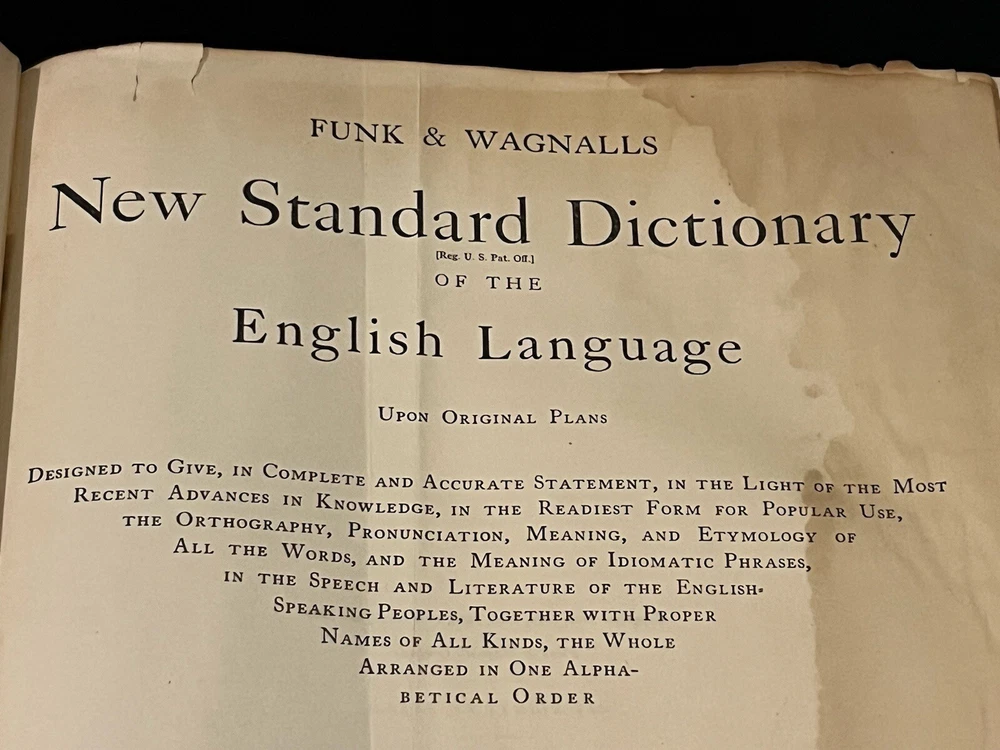 FUNK & WAGNALLS
New Standard Dictionary
[Reg. U. S. Pat. Off.]
OF THE
English Language
UPON ORIGINAL PLANS
DESIGNED TO GIVE, IN COMPLETE AND ACCURATE STATEMENT, IN THE LIGHT OF THE MOST
RECENT ADVANCES IN KNOWLEDGE, IN THE READIEST FORM FOR POPULAR USE,
THE ORTHOGRAPHY, PRONUNCIATION, MEANING, AND ETYMOLOGY OF
ALL THE WORDS, AND THE MEANING OF IDIOMATIC PHRASES,
IN THE SPEECH AND LITERATURE OF THE ENGLISH-
SPEAKING PEOPLES, TOGETHER WITH PROPER
NAMES OF ALL KINDS, THE WHOLE
ARRANGED IN ONE ALPHA-
BETICAL ORDER